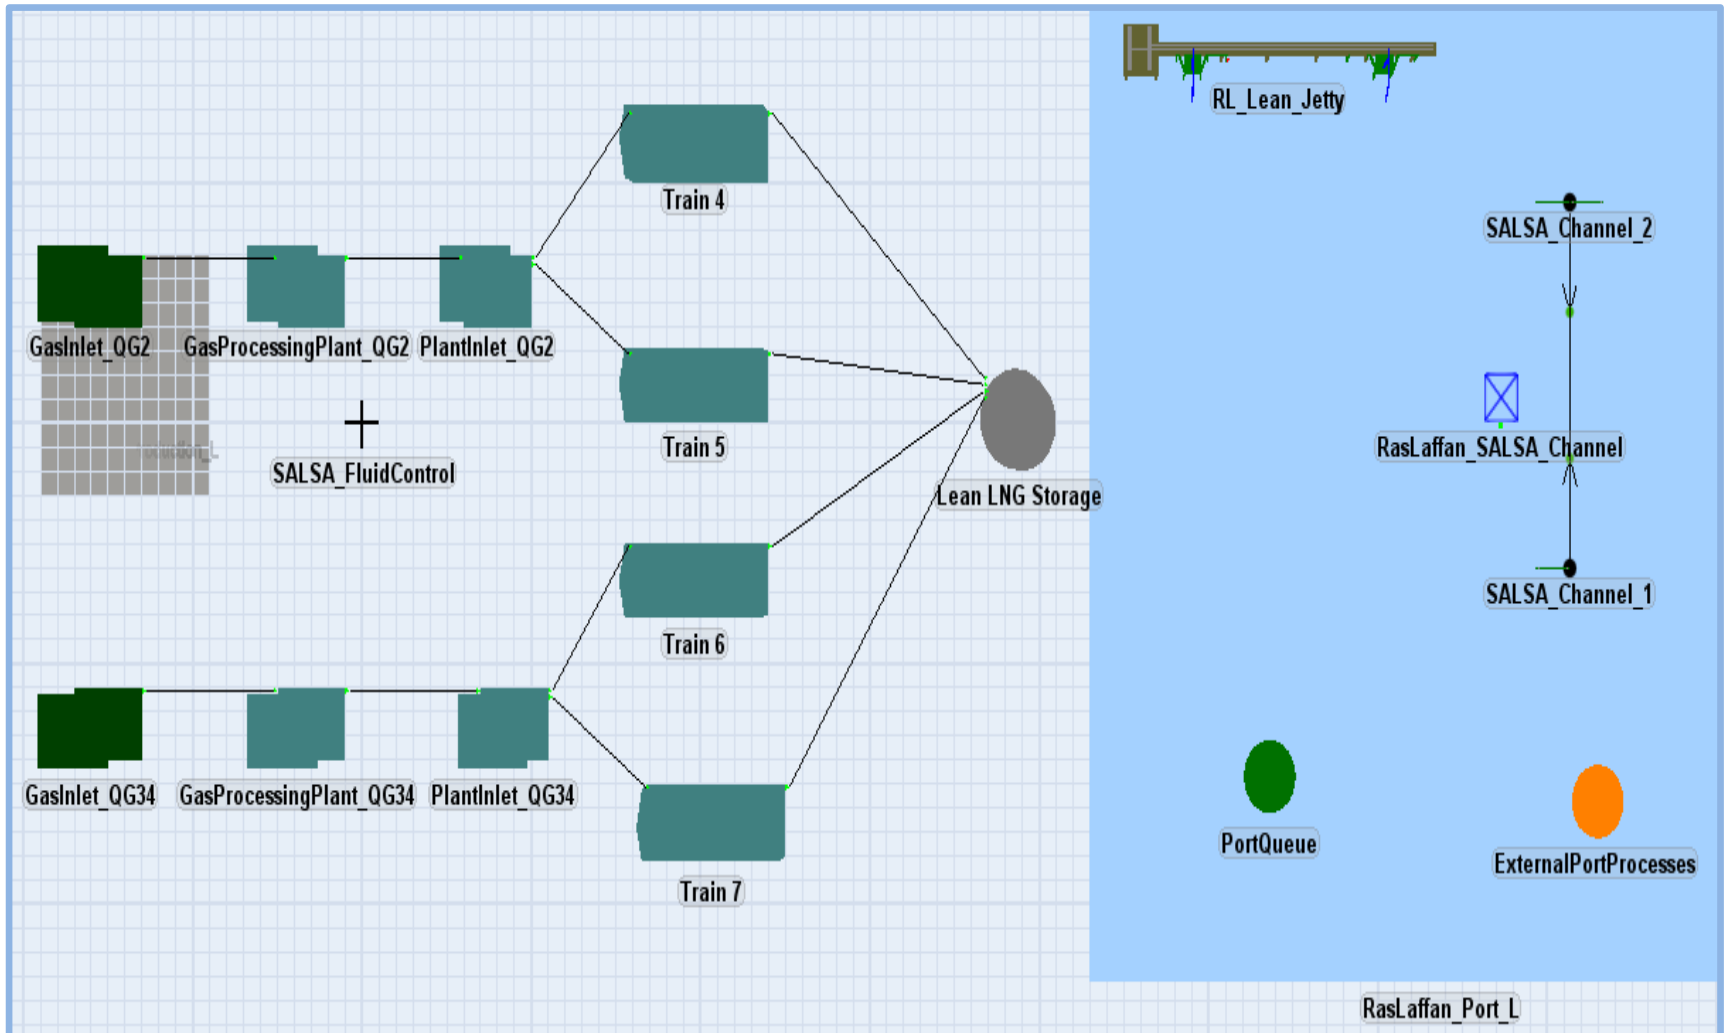 RL_Lean_Jetty
Train 4
SALSA_Channel_2
GasInlet_QG2
GasProcessingPlant_QG2
PlantInlet_QG2
Train 5
RasLaffan_SALSA_Channel
SALSA_FluidControl
Lean LNG Storage
SALSA_Channel_1
Train 6
GasInlet_QG34
GasProcessingPlant_QG34
PlantInlet_QG34
PortQueue
ExternalPortProcesses
Train 7
RasLaffan_Port_L